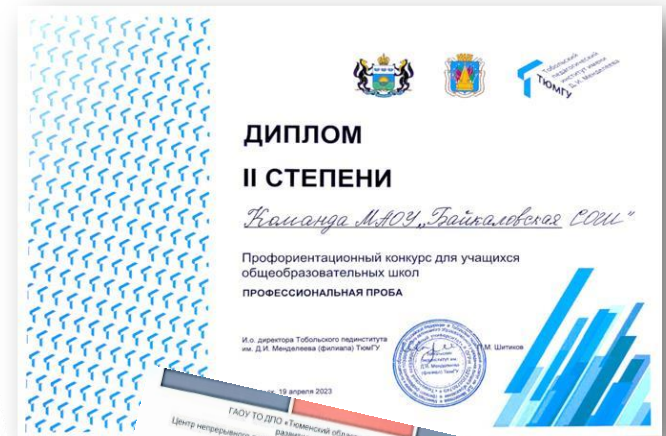 Тобольский
педагогический
институт имени
Д.И. Менделеева
ТЮМГУ
ДИПЛОМ
II СТЕПЕНИ
Команда МАОУ „Байкаловская СОШ"
Профориентационный конкурс для учащихся
общеобразовательных школ
ПРОФЕССИОНАЛЬНАЯ ПРОБА
И.о. директора Тобольского пединститута
им. Д.И. Менделеева (филиала) ТюмГУ
Л.М. Шитиков
19 апреля 2023
ГАОУ ТО ДПО «Тюменский
Центр непрерывного